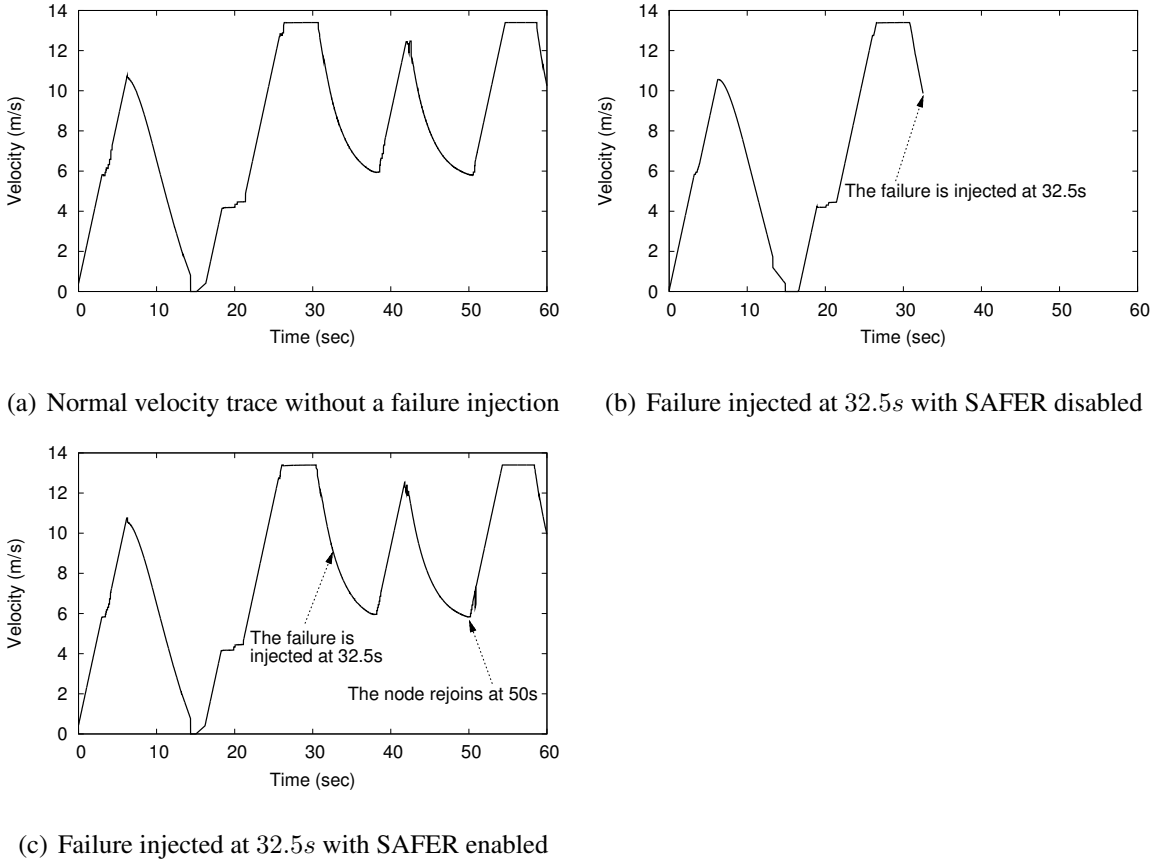 14
12
10
8
6
4
2
0
Velocity (m/s)
0 10 20 30 40 50 60
Time (sec)
(a) Normal velocity trace without a failure injection
14
12
10
8
6
4
2
0
Velocity (m/s)
The failure is injected at 32.5s
0 10 20 30 40 50 60
Time (sec)
(b) Failure injected at 32.5s with SAFER disabled
14
12
10
8
6
4
2
0
Velocity (m/s)
The failure is
injected at 32.5s
The node rejoins at 50s
0 10 20 30 40 50 60
Time (sec)
(c) Failure injected at 32.5s with SAFER enabled